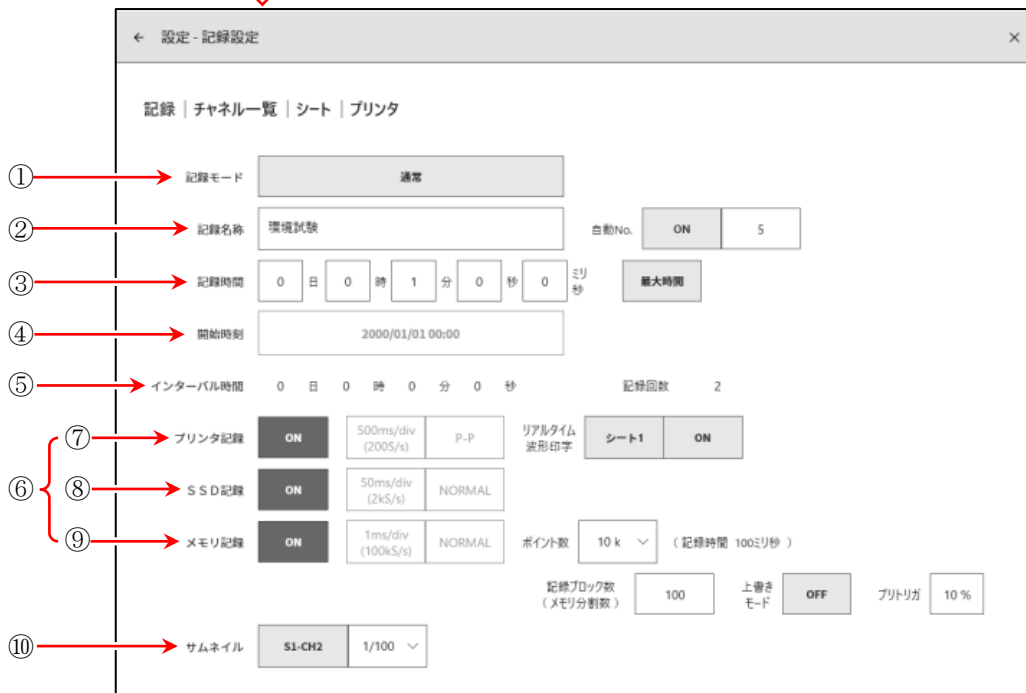 ← 設定 - 記録設定 ×
記録 | チャネル一覧 | シート | プリンタ
① 記録モード 通常
② 記録名称 環境試験 自動No. ON 5
③ 記録時間 0 日 0 時 1 分 0 秒 0 ミリ秒 最大時間
④ 開始時刻 2000/01/01 00:00
⑤ インターバル時間 0 日 0 時 0 分 0 秒 記録回数 2
⑥
⑦ プリンタ記録 ON 500ms/div (200S/s) P-P リアルタイム波形印字 シート1 ON
⑧ SSD記録 ON 50ms/div (2kS/s) NORMAL
⑨ メモリ記録 ON 1ms/div (100kS/s) NORMAL ポイント数 10 k (記録時間 100ミリ秒)
記録ブロック数 (メモリ分割数) 100 上書きモード OFF プリトリガ 10 %
⑩ サムネイル S1-CH2 1/100